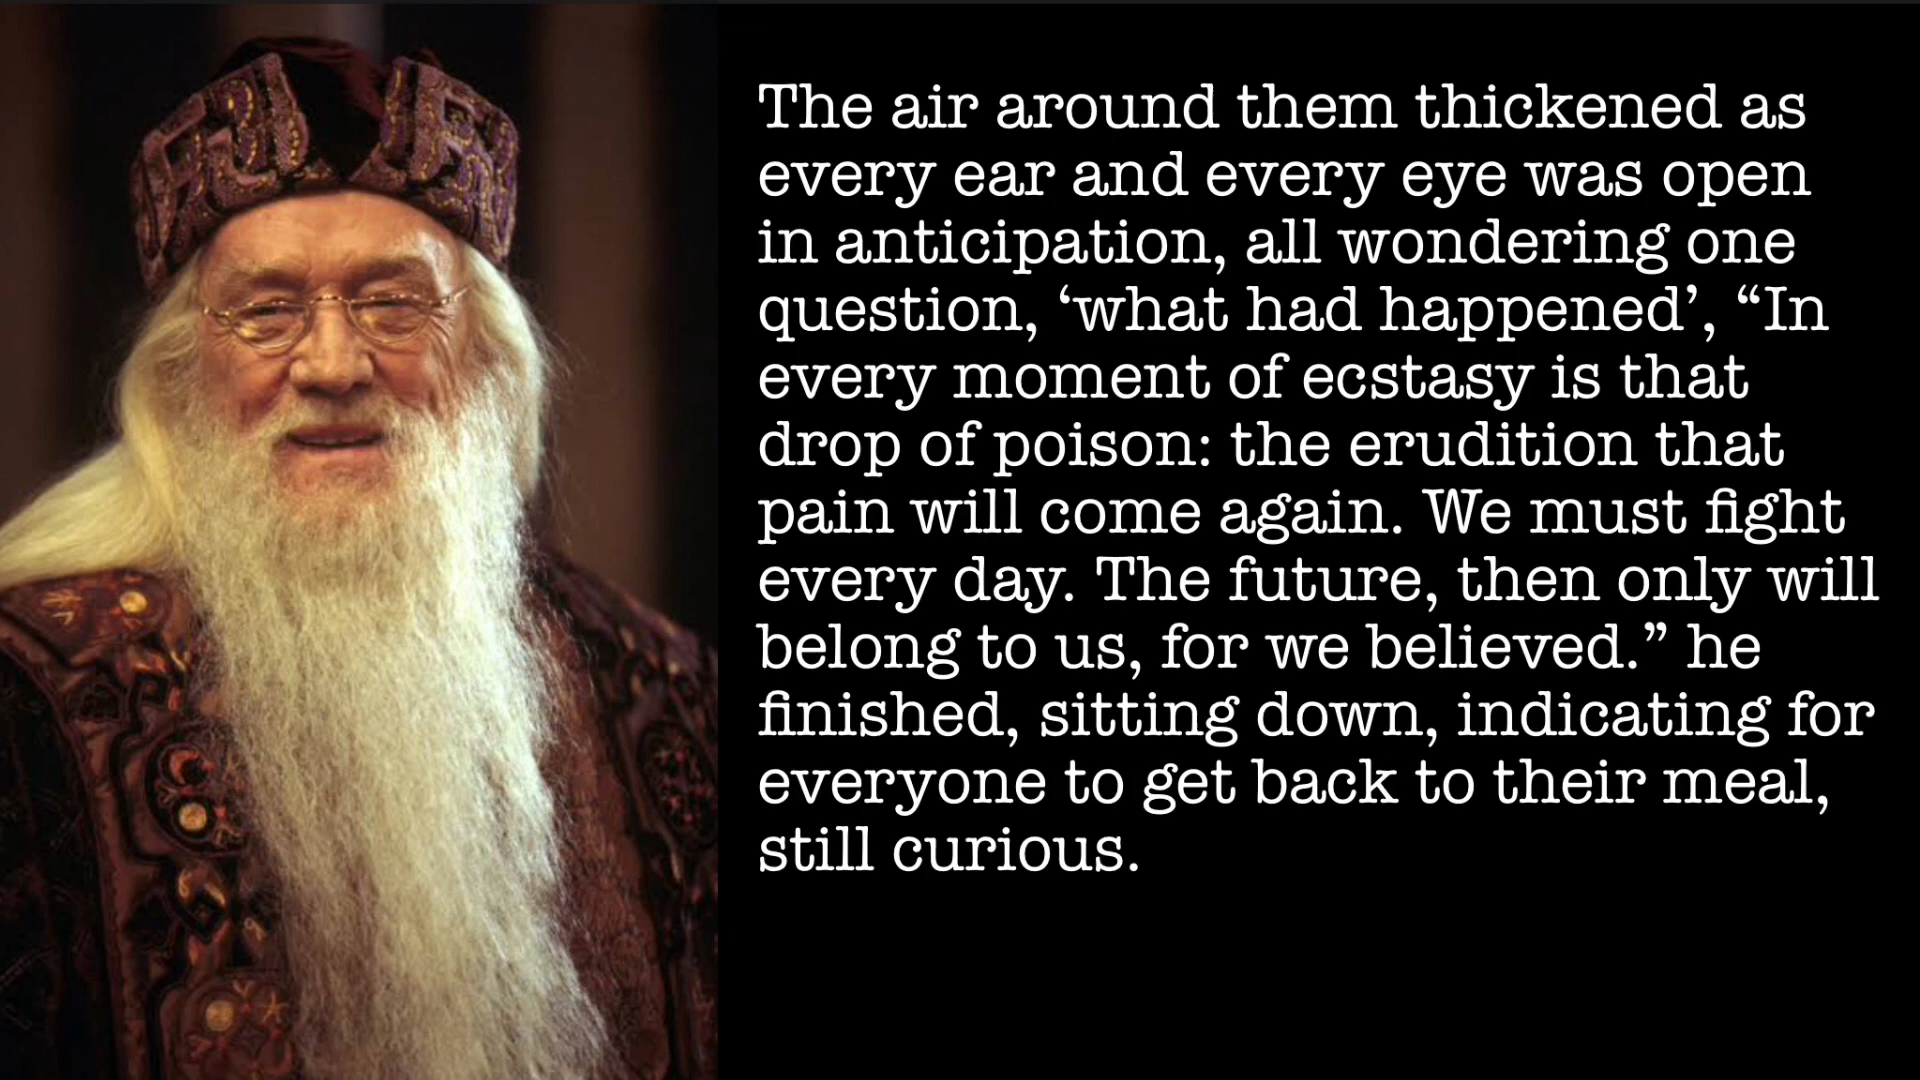 The air around them thickened as
every ear and every eye was open
in anticipation, all wondering one
question, ‘what had happened’, “In
every moment of ecstasy is that
drop of poison: the erudition that
pain will come again. We must fight
every day. The future, then only will
belong to us, for we believed.” he
finished, sitting down, indicating for
everyone to get back to their meal,
still curious.